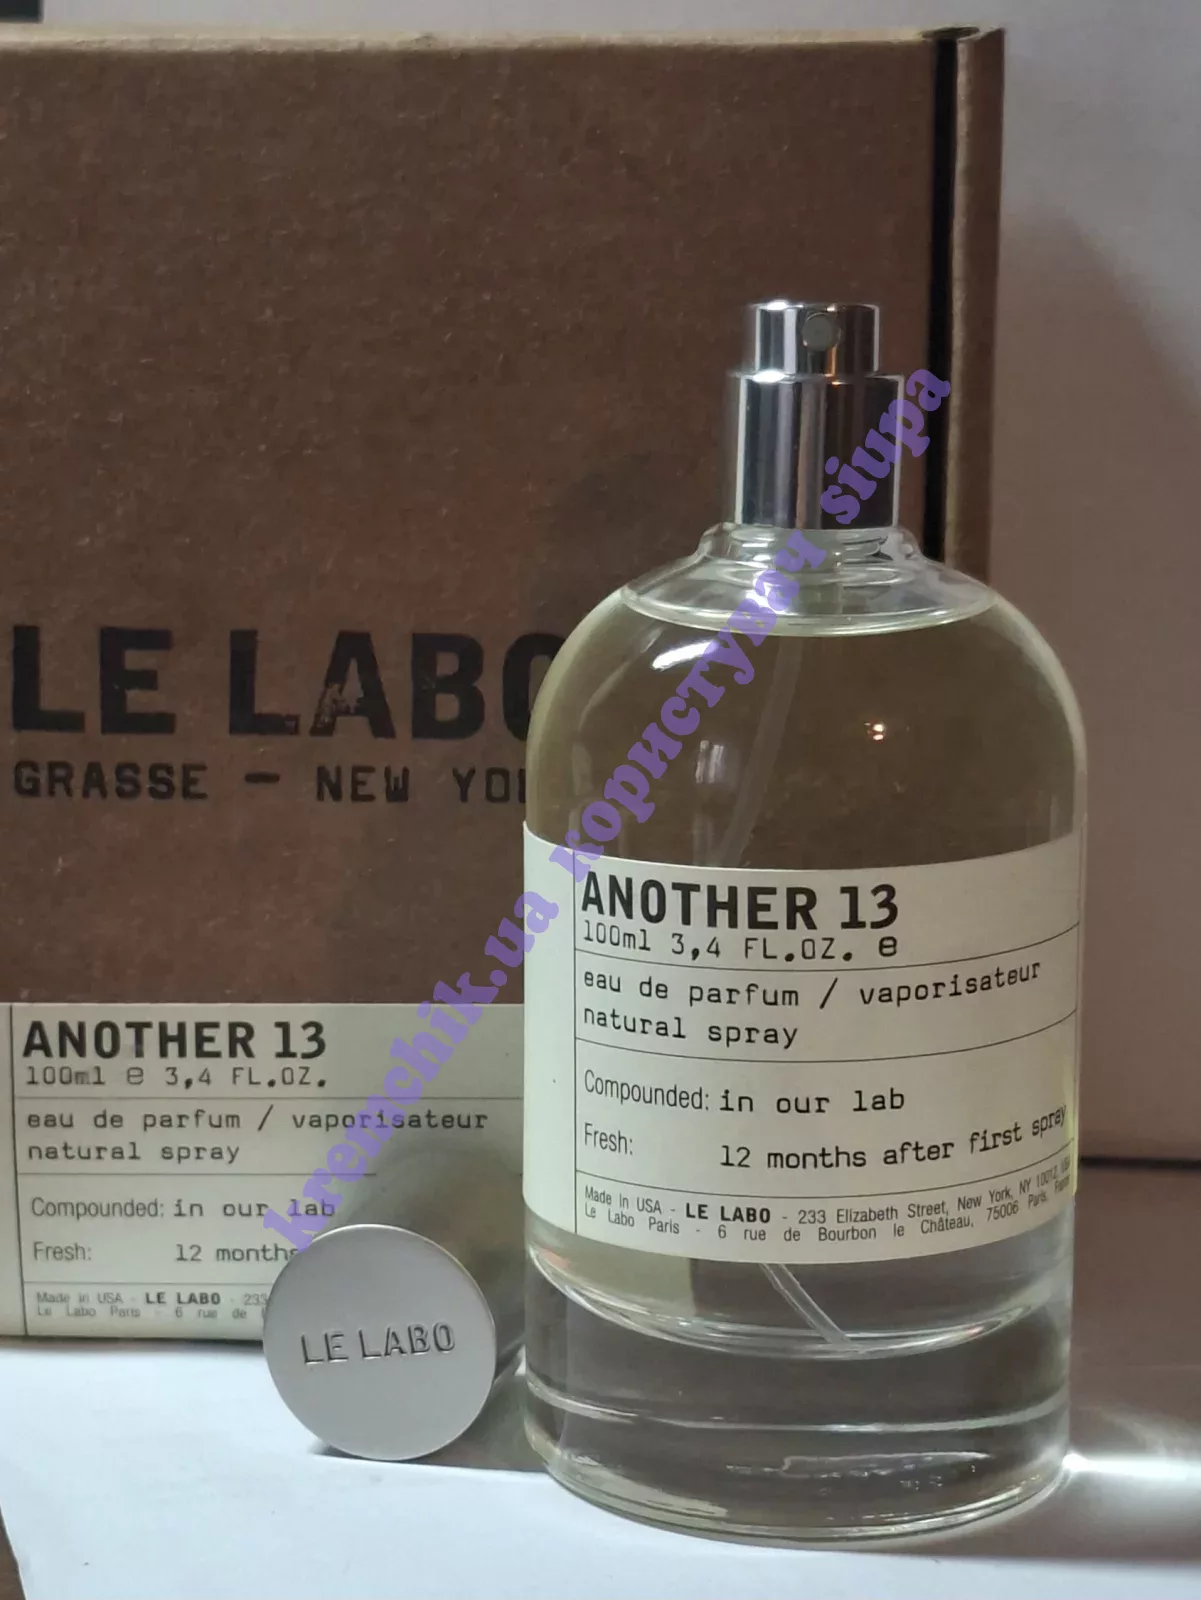 LE LABO
GRASSE — NEW YO
ANOTHER 13
100ml e 3,4 FL.OZ.
eau de parfum / vaporisateur
natural spray
Compounded: in our lab
Fresh: 12 months
Made in USA - LE LABO - 233
Le Labo Paris - 6 rue de
LE LABO
ANOTHER 13
100ml 3,4 FL.OZ. e
eau de parfum / vaporisateur
natural spray
Compounded: in our lab
Fresh: 12 months after first spray
Made in USA - LE LABO - 233 Elizabeth Street, New York, NY 10012, USA
Le Labo Paris - 6 rue de Bourbon le Château, 75006 Paris, France
kremchik.ua користувач siupa